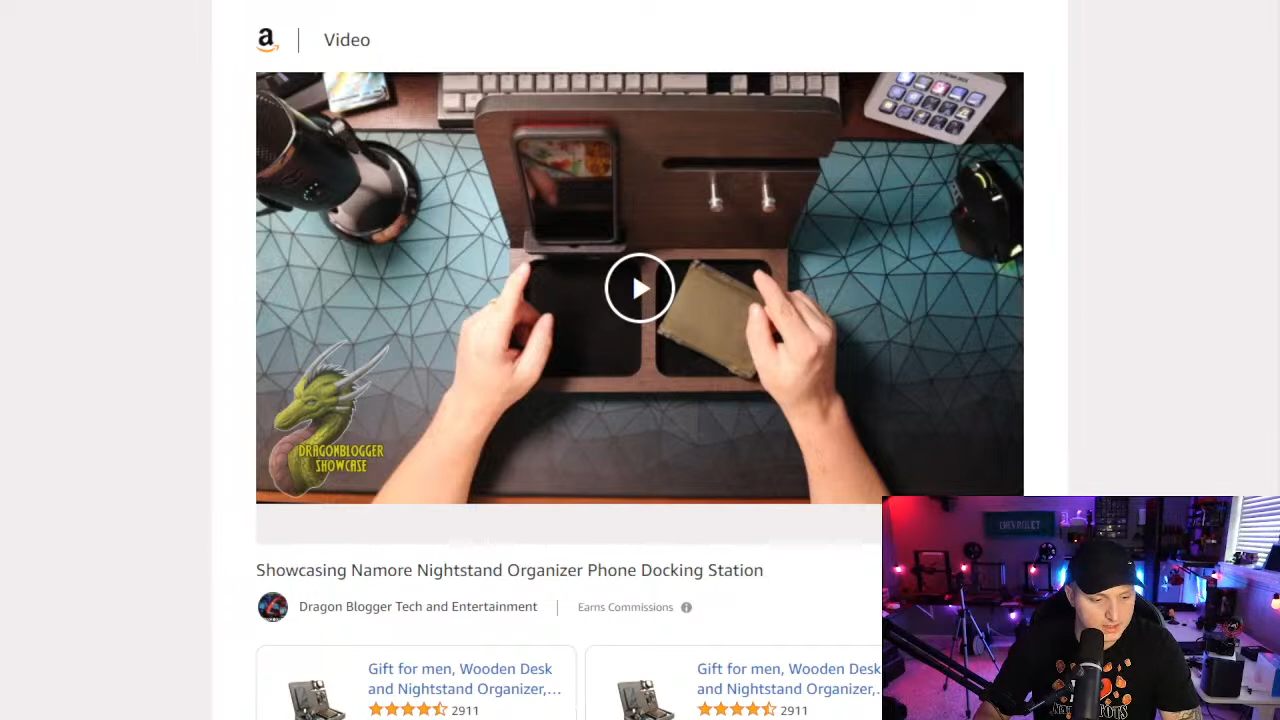 a
Video
DRAGONBLOGGER
SHOWCASE
Showcasing Namore Nightstand Organizer Phone Docking Station
Dragon Blogger Tech and Entertainment
Earns Commissions
Gift for men, Wooden Desk
and Nightstand Organizer,...
2911
Gift for men, Wooden Desk
and Nightstand Organizer,...
2911
CHEVROLET